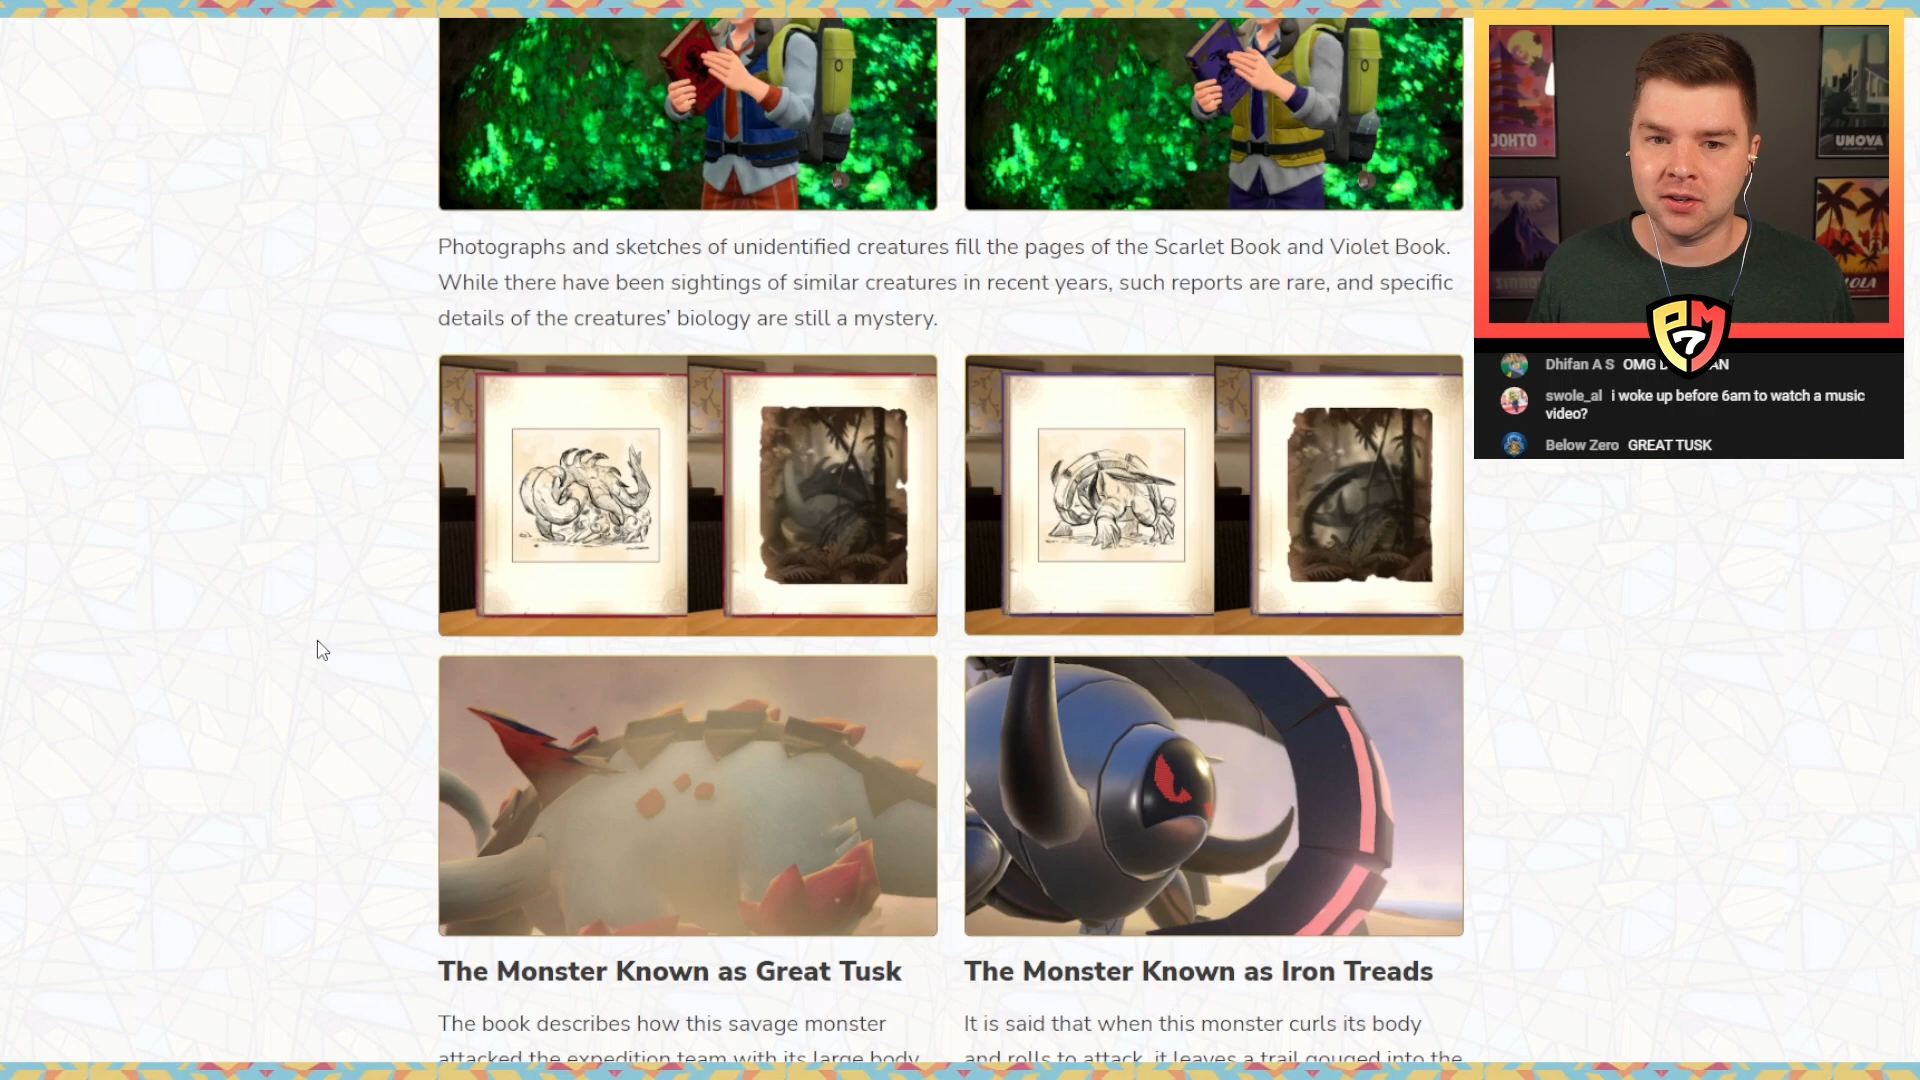 Photographs and sketches of unidentified creatures fill the pages of the Scarlet Book and Violet Book.
While there have been sightings of similar creatures in recent years, such reports are rare, and specific
details of the creatures’ biology are still a mystery.
The Monster Known as Great Tusk
The book describes how this savage monster
attacked the expedition team with its large body
The Monster Known as Iron Treads
It is said that when this monster curls its body
and rolls to attack, it leaves a trail gouged into the
JOHTO
UNOVA
PM
7
Dhifan A S OMG
swole_al i woke up before 6am to watch a music
video?
Below Zero GREAT TUSK